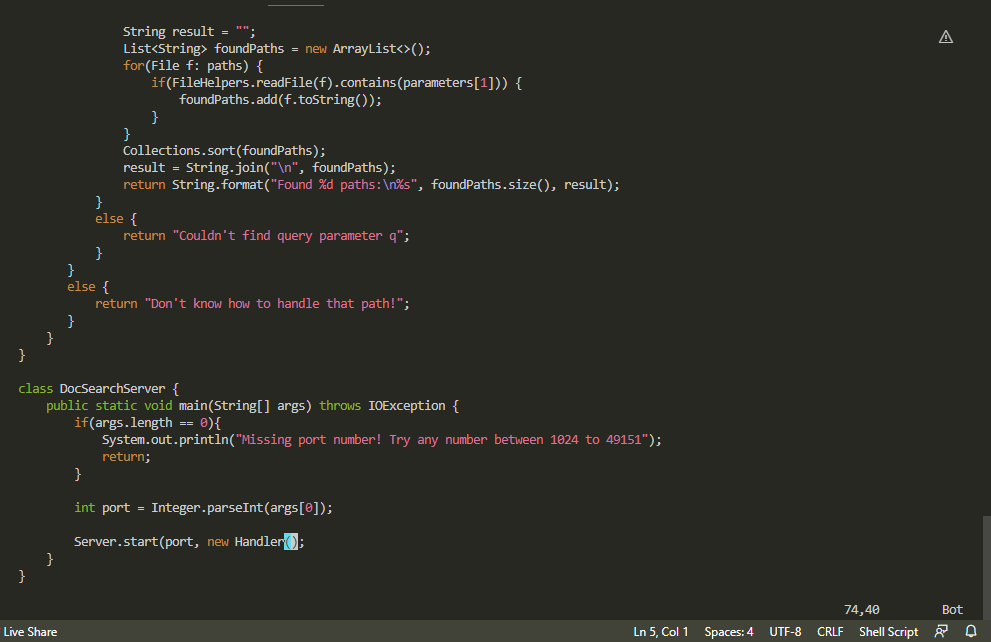 String result = "";
            List<String> foundPaths = new ArrayList<>();
            for(File f: paths) {
                if(FileHelpers.readFile(f).contains(parameters[1])) {
                    foundPaths.add(f.toString());
                }
            }
            Collections.sort(foundPaths);
            result = String.join("\n", foundPaths);
            return String.format("Found %d paths:\n%s", foundPaths.size(), result);
        }
        else {
            return "Couldn't find query parameter q";
        }
    }
    else {
        return "Don't know how to handle that path!";
    }
  }
}
class DocSearchServer {
    public static void main(String[] args) throws IOException {
        if(args.length == 0){
            System.out.println("Missing port number! Try any number between 1024 to 49151");
            return;
        }
        int port = Integer.parseInt(args[0]);
        Server.start(port, new Handler();
    }
}
74,40 Bot
Live Share Ln 5, Col 1 Spaces: 4 UTF-8 CRLF Shell Script